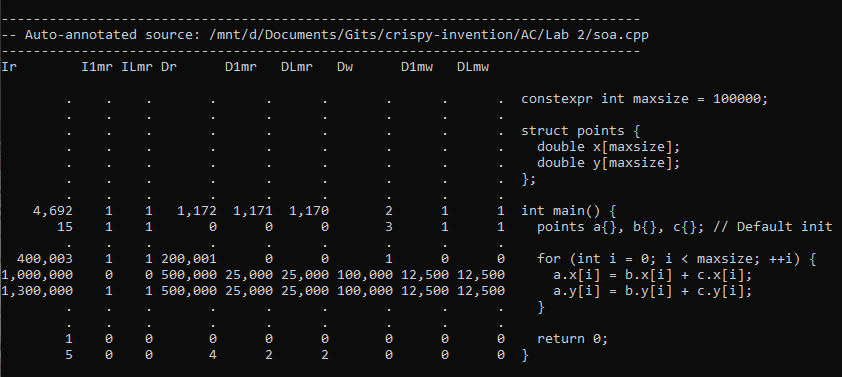 --------------------------------------------------------------------------------
-- Auto-annotated source: /mnt/d/Documents/Gits/crispy-invention/AC/Lab 2/soa.cpp
--------------------------------------------------------------------------------
Ir I1mr ILmr Dr D1mr DLmr Dw D1mw DLmw
. . . . . . . . . constexpr int maxsize = 100000;
. . . . . . . . .
. . . . . . . . . struct points {
. . . . . . . . . double x[maxsize];
. . . . . . . . . double y[maxsize];
. . . . . . . . . };
. . . . . . . . .
4,692 1 1 1,172 1,171 1,170 2 1 1 int main() {
15 1 1 0 0 0 3 1 1 points a{}, b{}, c{}; // Default init
. . . . . . . . .
400,003 1 1 200,001 0 0 1 0 0 for (int i = 0; i < maxsize; ++i) {
1,000,000 0 0 500,000 25,000 25,000 100,000 12,500 12,500 a.x[i] = b.x[i] + c.x[i];
1,300,000 1 1 500,000 25,000 25,000 100,000 12,500 12,500 a.y[i] = b.y[i] + c.y[i];
. . . . . . . . . }
. . . . . . . . .
1 0 0 0 0 0 0 0 0 return 0;
5 0 0 4 2 2 0 0 0 }